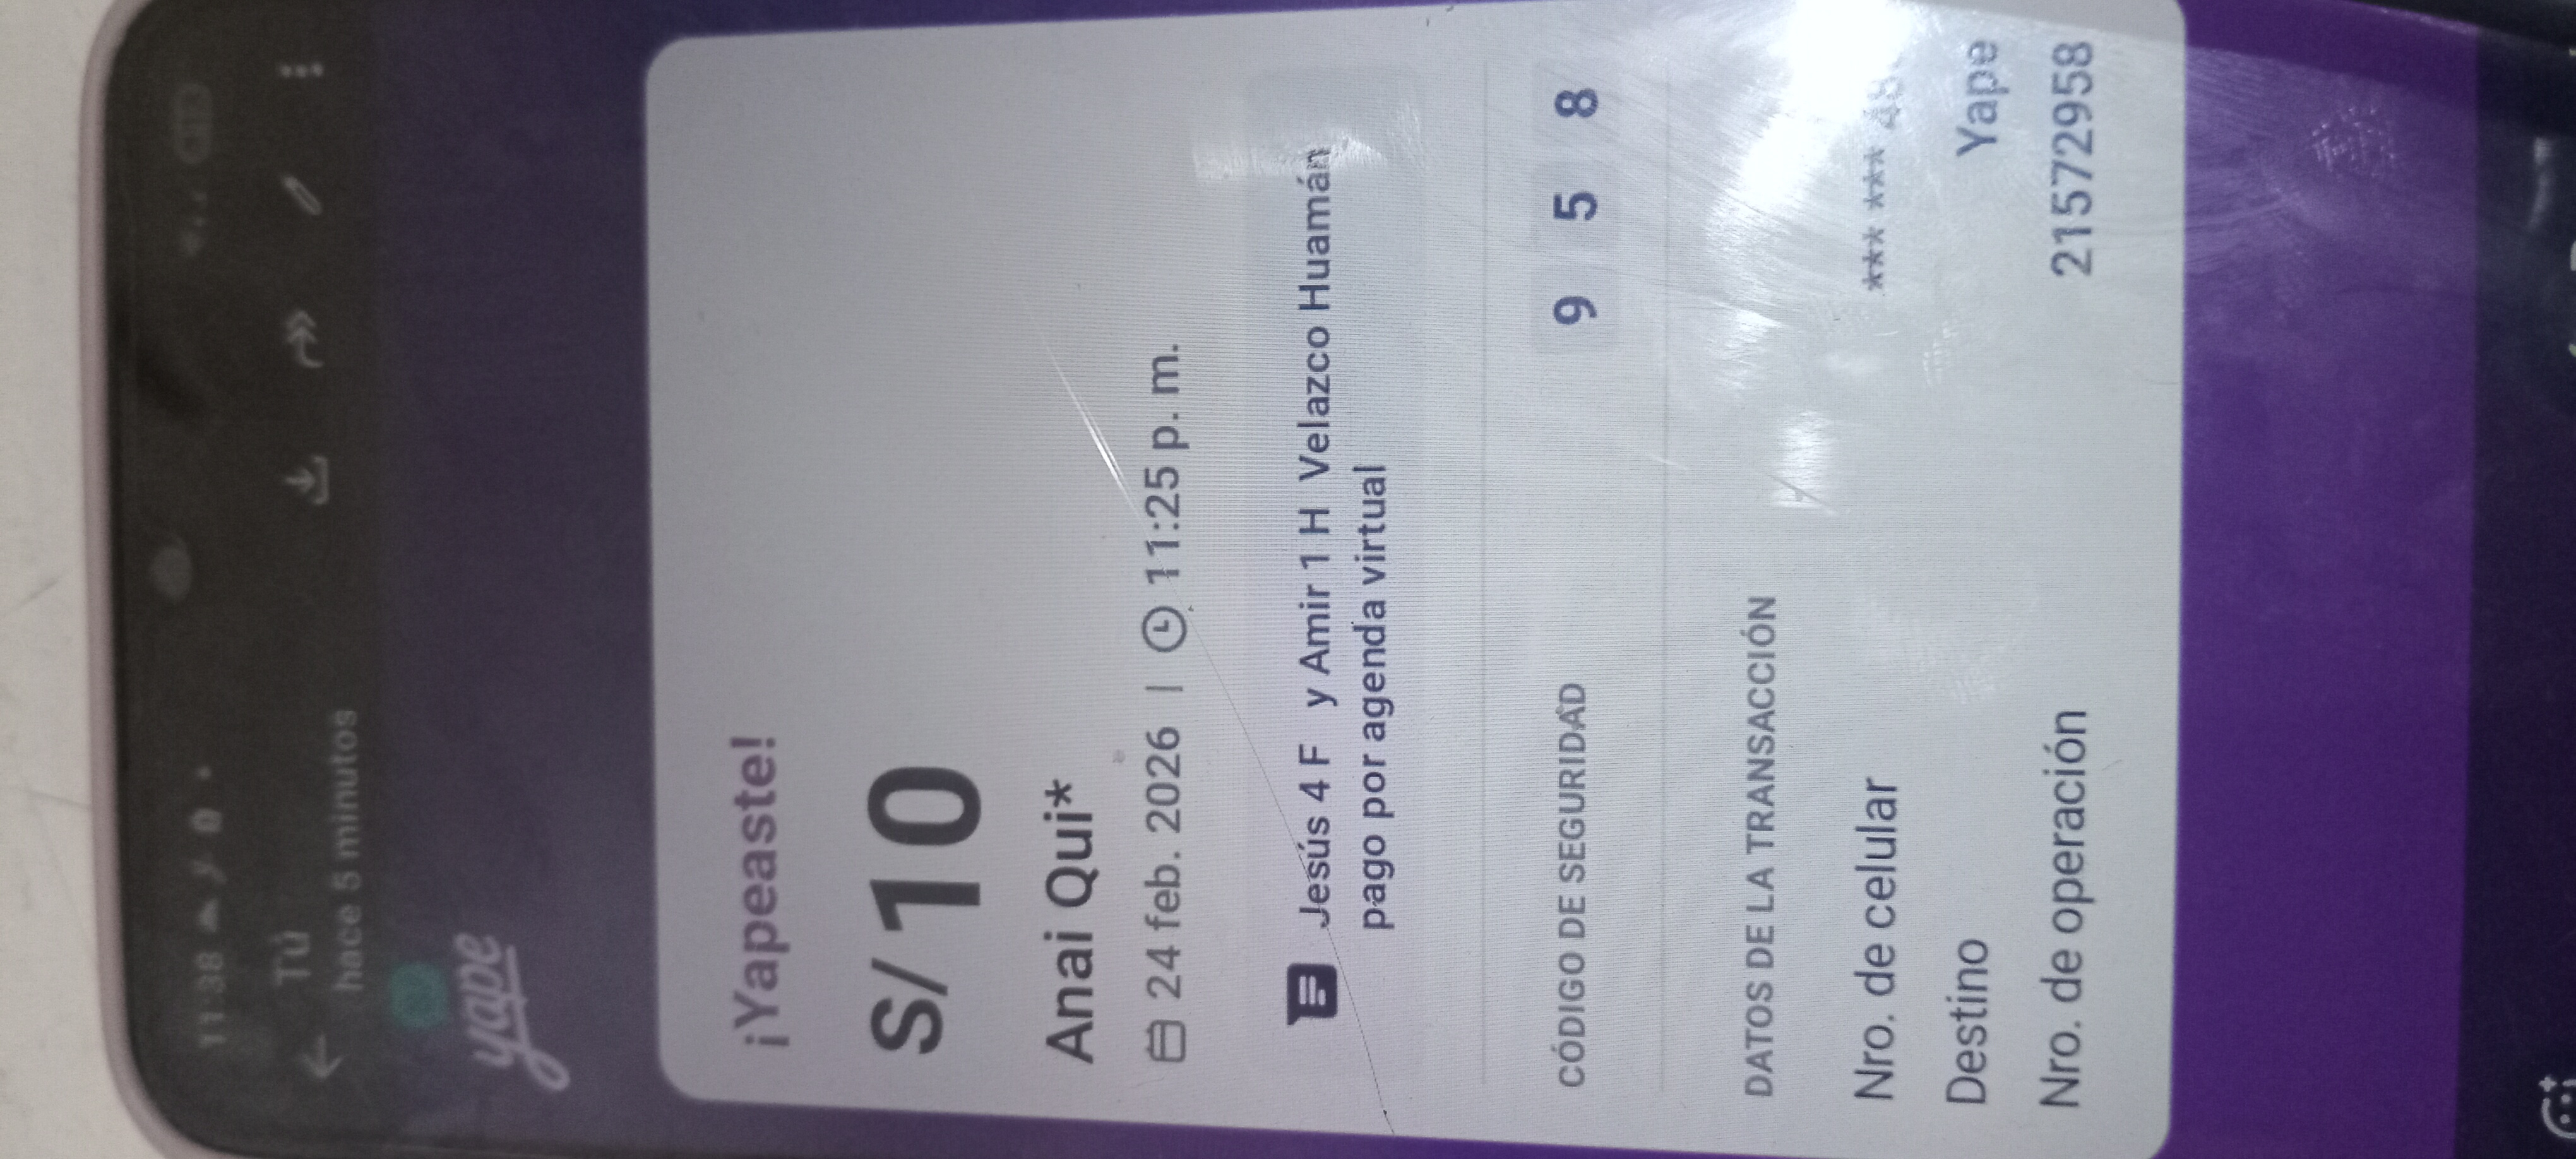 11:38
Tú
hace 5 minutos
yape
¡Yapeaste!
S/ 10
Anai Qui*
24 feb. 2026 | 11:25 p. m.
Jesús 4 F y Amir 1 H Velazco Huamán
pago por agenda virtual
CÓDIGO DE SEGURIDAD 9 5 8
DATOS DE LA TRANSACCIÓN
Nro. de celular *** ***
Destino Yape
Nro. de operación 21572958